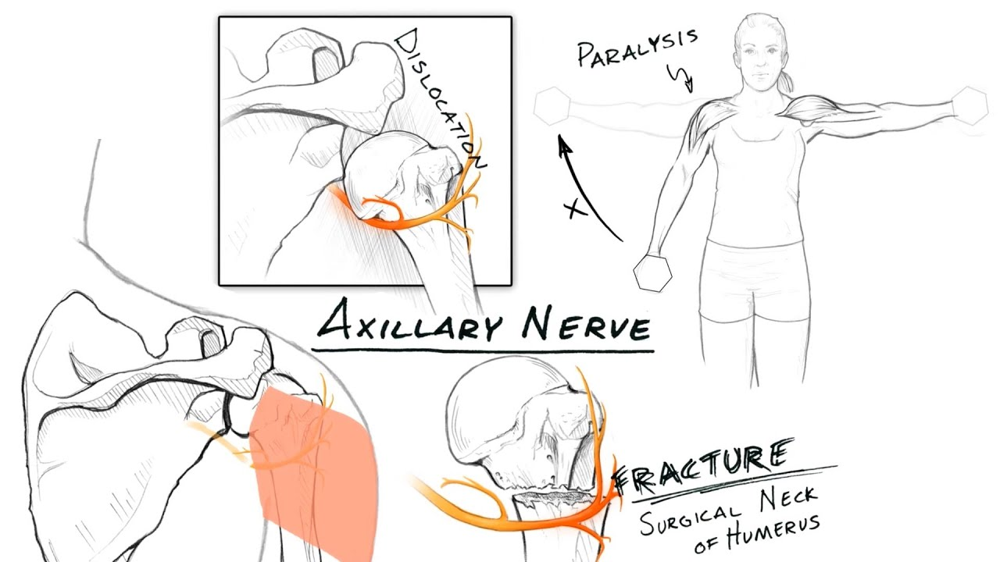 DISLOCATION
PARALYSIS
X
AXILLARY NERVE
FRACTURE
SURGICAL NECK
OF HUMERUS